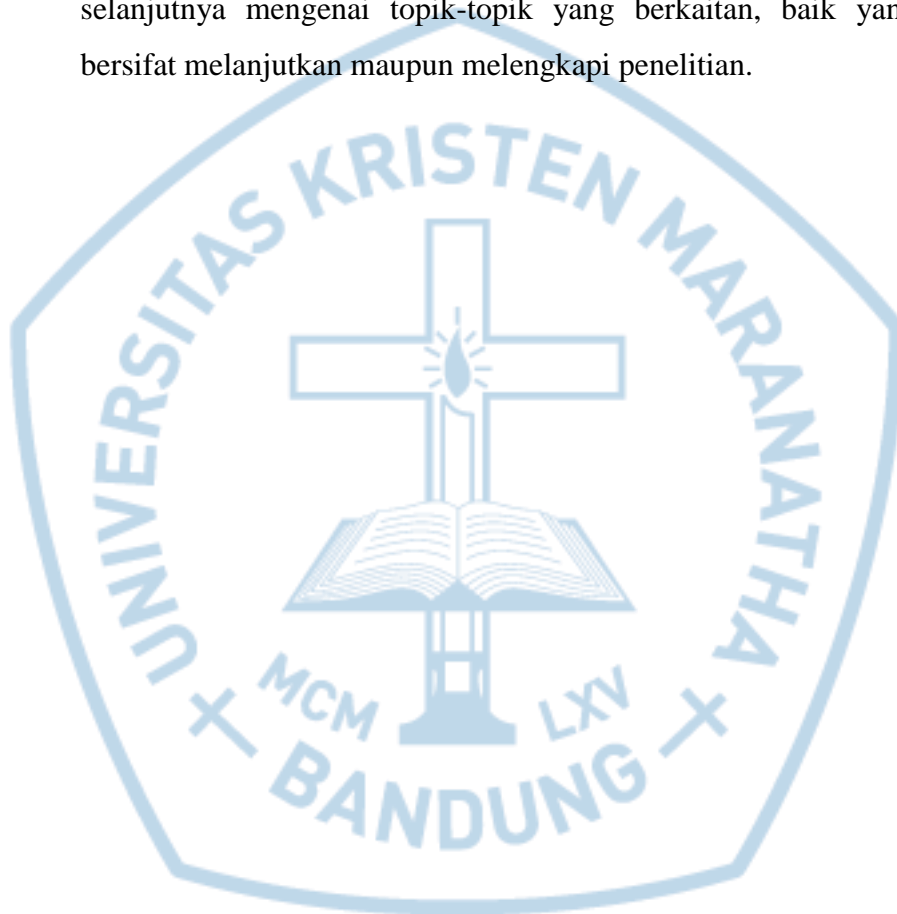 selanjutnya mengenai topik-topik yang berkaitan, baik yan
bersifat melanjutkan maupun melengkapi penelitian.
UNIVERSITAS KRISTEN MARANATHA
MCM LXV
BANDUNG